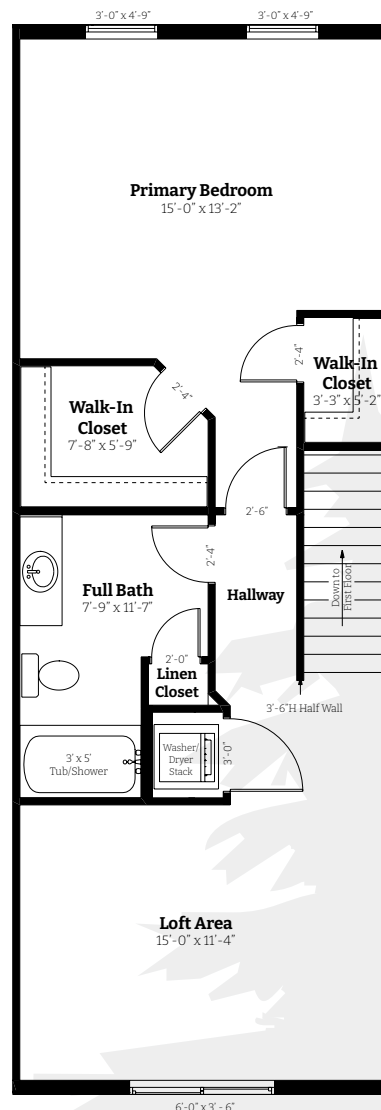 3'-0" x 4'-9"
3'-0" x 4'-9"
Primary Bedroom
15'-0" x 13'-2"
2'-4"
Walk-In
Closet
3'-3" x 5'-2"
2'-4"
Walk-In
Closet
7'-8" x 5'-9"
2'-6"
2'-4"
Full Bath
7'-9" x 11'-7"
Hallway
Down to
First Floor
2'-0"
Linen
Closet
3'-6"H Half Wall
3' x 5'
Tub/Shower
Washer/
Dryer
Stack
3'-0"
Loft Area
15'-0" x 11'-4"
6'-0" x 3' - 6"